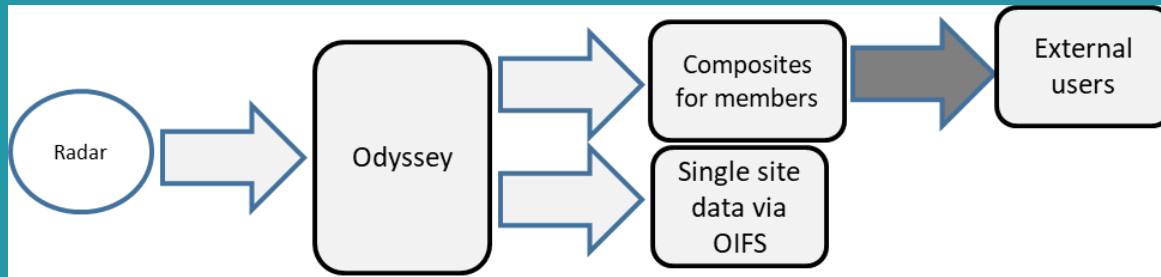 Radar
Odyssey
Composites
for members
Single site
data via
OIFS
External
users